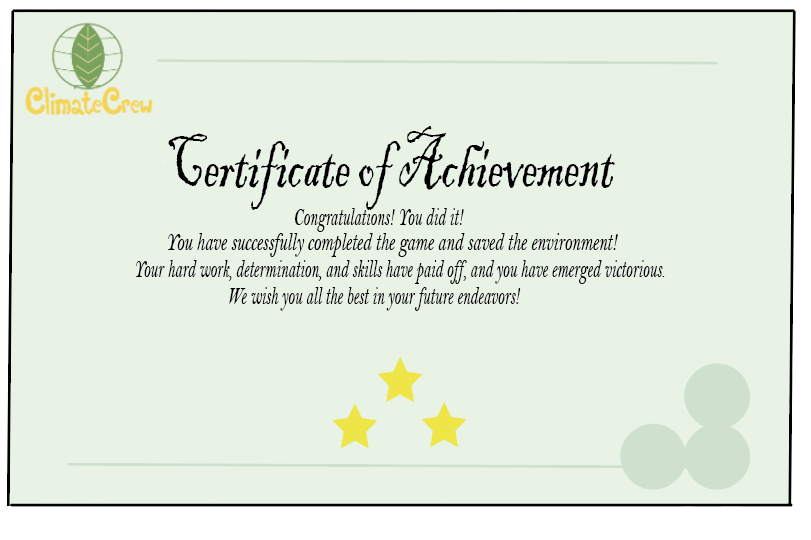 ClimateCrew
Certificate of Achievement
Congratulations! You did it!
You have successfully completed the game and saved the environment!
Your hard work, determination, and skills have paid off, and you have emerged victorious.
We wish you all the best in your future endeavors!